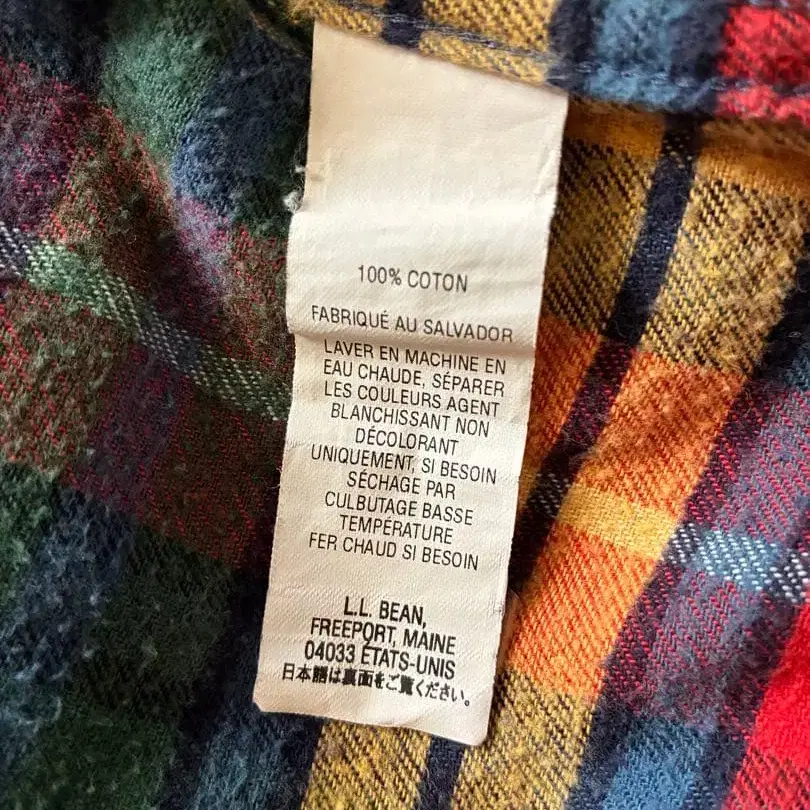 100% COTON
FABRIQUÉ AU SALVADOR
LAVER EN MACHINE EN
EAU CHAUDE, SÉPARER
LES COULEURS AGENT
BLANCHISSANT NON
DÉCOLORANT
UNIQUEMENT, SI BESOIN
SÉCHAGE PAR
CULBUTAGE BASSE
TEMPÉRATURE
FER CHAUD SI BESOIN
L.L. BEAN,
FREEPORT, MAINE
04033 ÉTATS-UNIS
日本語は裏面をご覧ください。